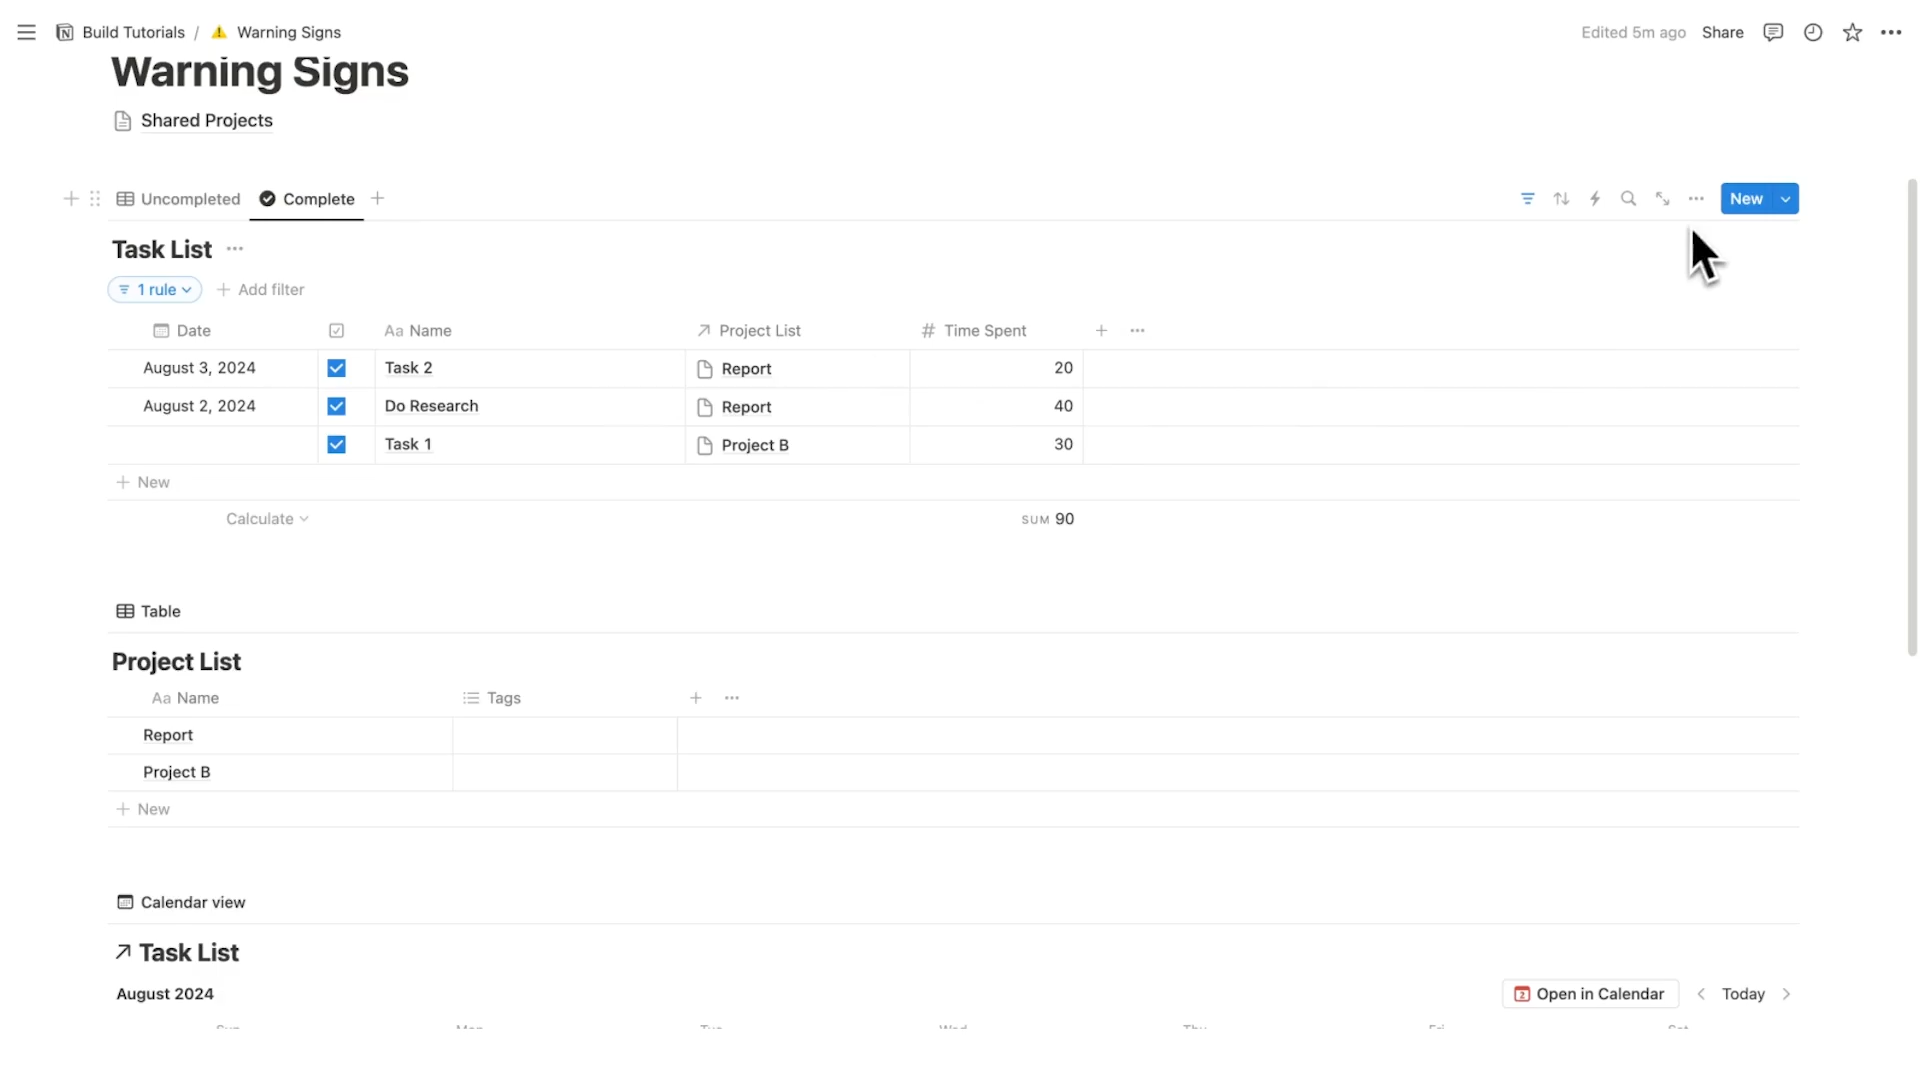 Build Tutorials / Warning Signs
Edited 5m ago Share
Warning Signs
Shared Projects
Uncompleted Complete
New
Task List
1 rule Add filter
Date Aa Name Project List # Time Spent
August 3, 2024 Task 2 Report 20
August 2, 2024 Do Research Report 40
Task 1 Project B 30
New
Calculate SUM 90
Table
Project List
Aa Name Tags
Report
Project B
New
Calendar view
Task List
August 2024 2 Open in Calendar Today